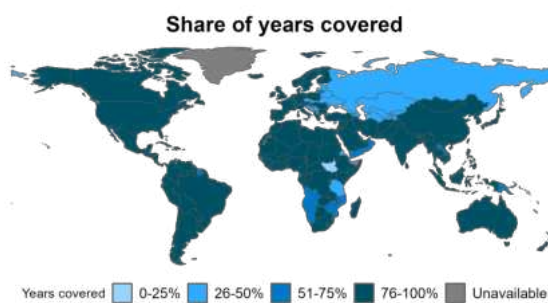 Share of years covered
Years covered 0-25% 26-50% 51-75% 76-100% Unavailable